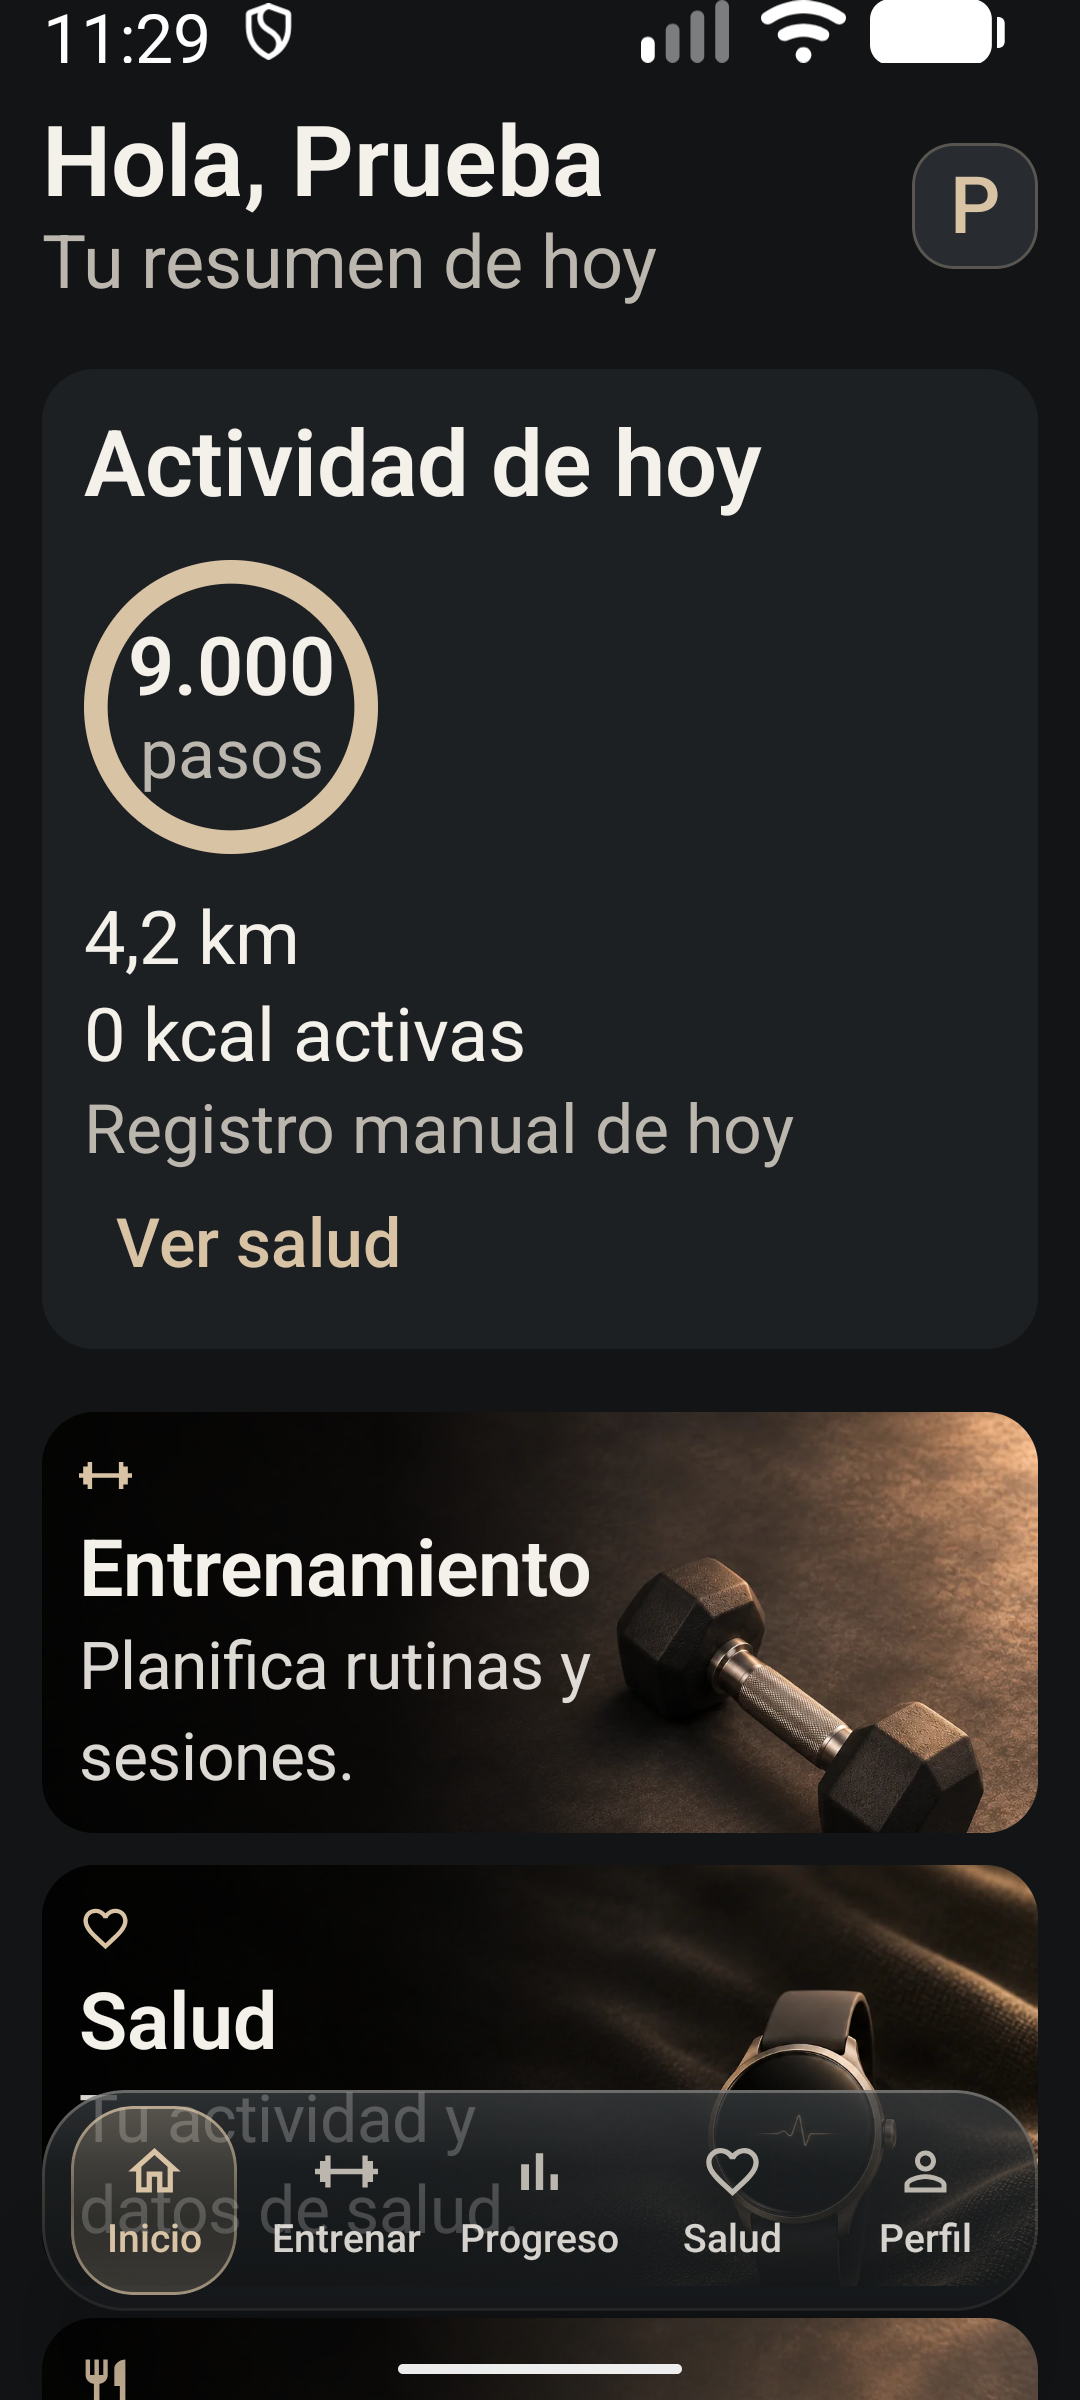 11:29
Hola, Prueba
P
Tu resumen de hoy
Actividad de hoy
9.000
pasos
4,2 km
0 kcal activas
Registro manual de hoy
Ver salud
Entrenamiento
Planifica rutinas y
sesiones.
Salud
Tu actividad y
datos de salud.
Inicio
Entrenar
Progreso
Salud
Perfil